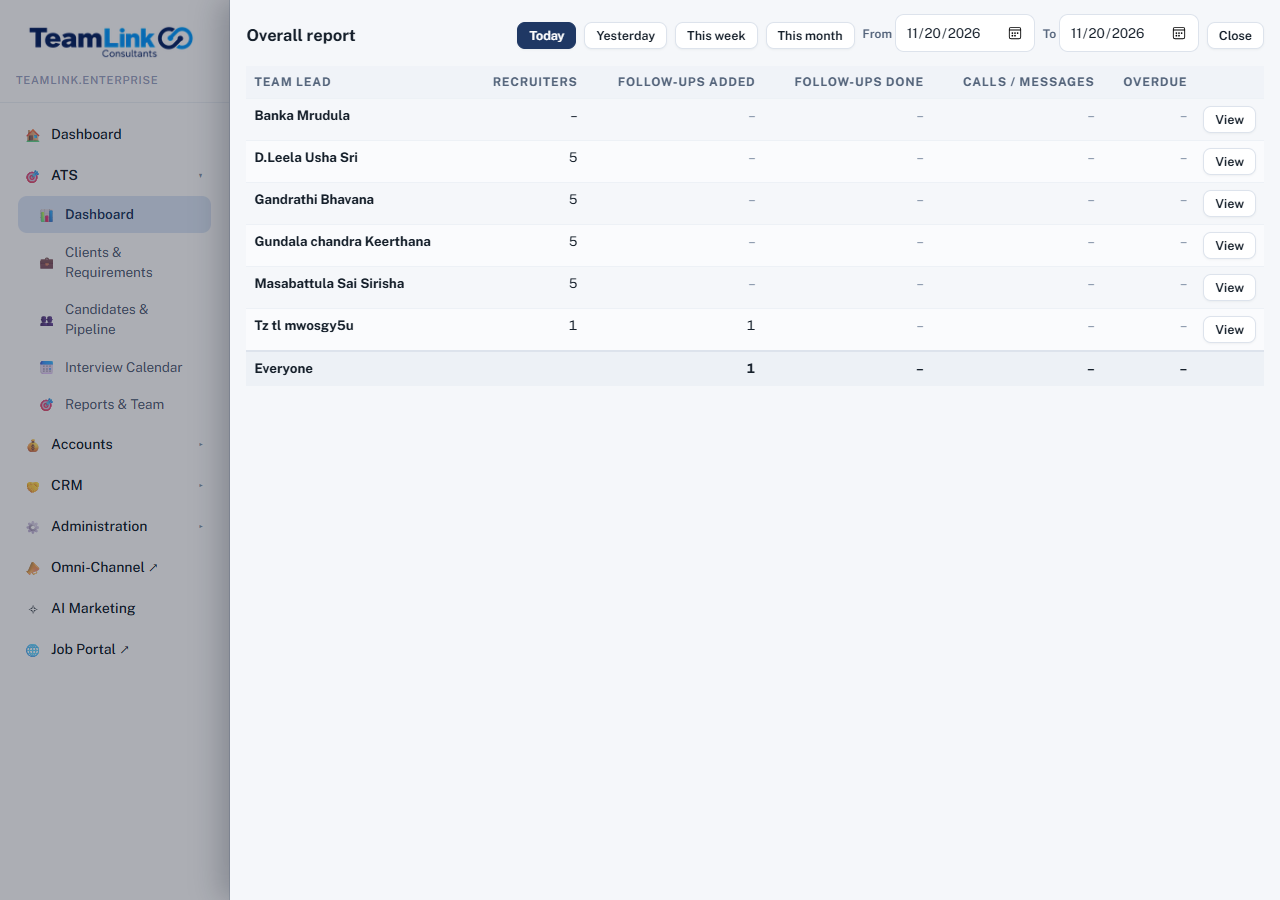 TeamLink
Consultants
TEAMLINK.ENTERPRISE
Dashboard
ATS
Dashboard
Clients &
Requirements
Candidates &
Pipeline
Interview Calendar
Reports & Team
Accounts
CRM
Administration
Omni-Channel ↗
AI Marketing
Job Portal ↗
Overall report Today Yesterday This week This month From 11/20/2026 To 11/20/2026 Close
TEAM LEAD RECRUITERS FOLLOW-UPS ADDED FOLLOW-UPS DONE CALLS / MESSAGES OVERDUE
Banka Mrudula – – – – – View
D.Leela Usha Sri 5 – – – – View
Gandrathi Bhavana 5 – – – – View
Gundala chandra Keerthana 5 – – – – View
Masabattula Sai Sirisha 5 – – – – View
Tz tl mwosgy5u 1 1 – – – View
Everyone 1 – – –